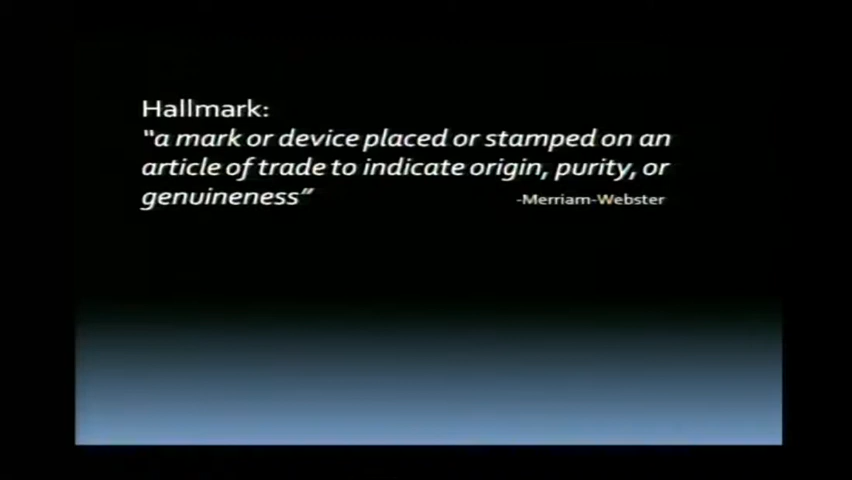 Hallmark:
“a mark or device placed or stamped on an
article of trade to indicate origin, purity, or
genuineness”
-Merriam-Webster